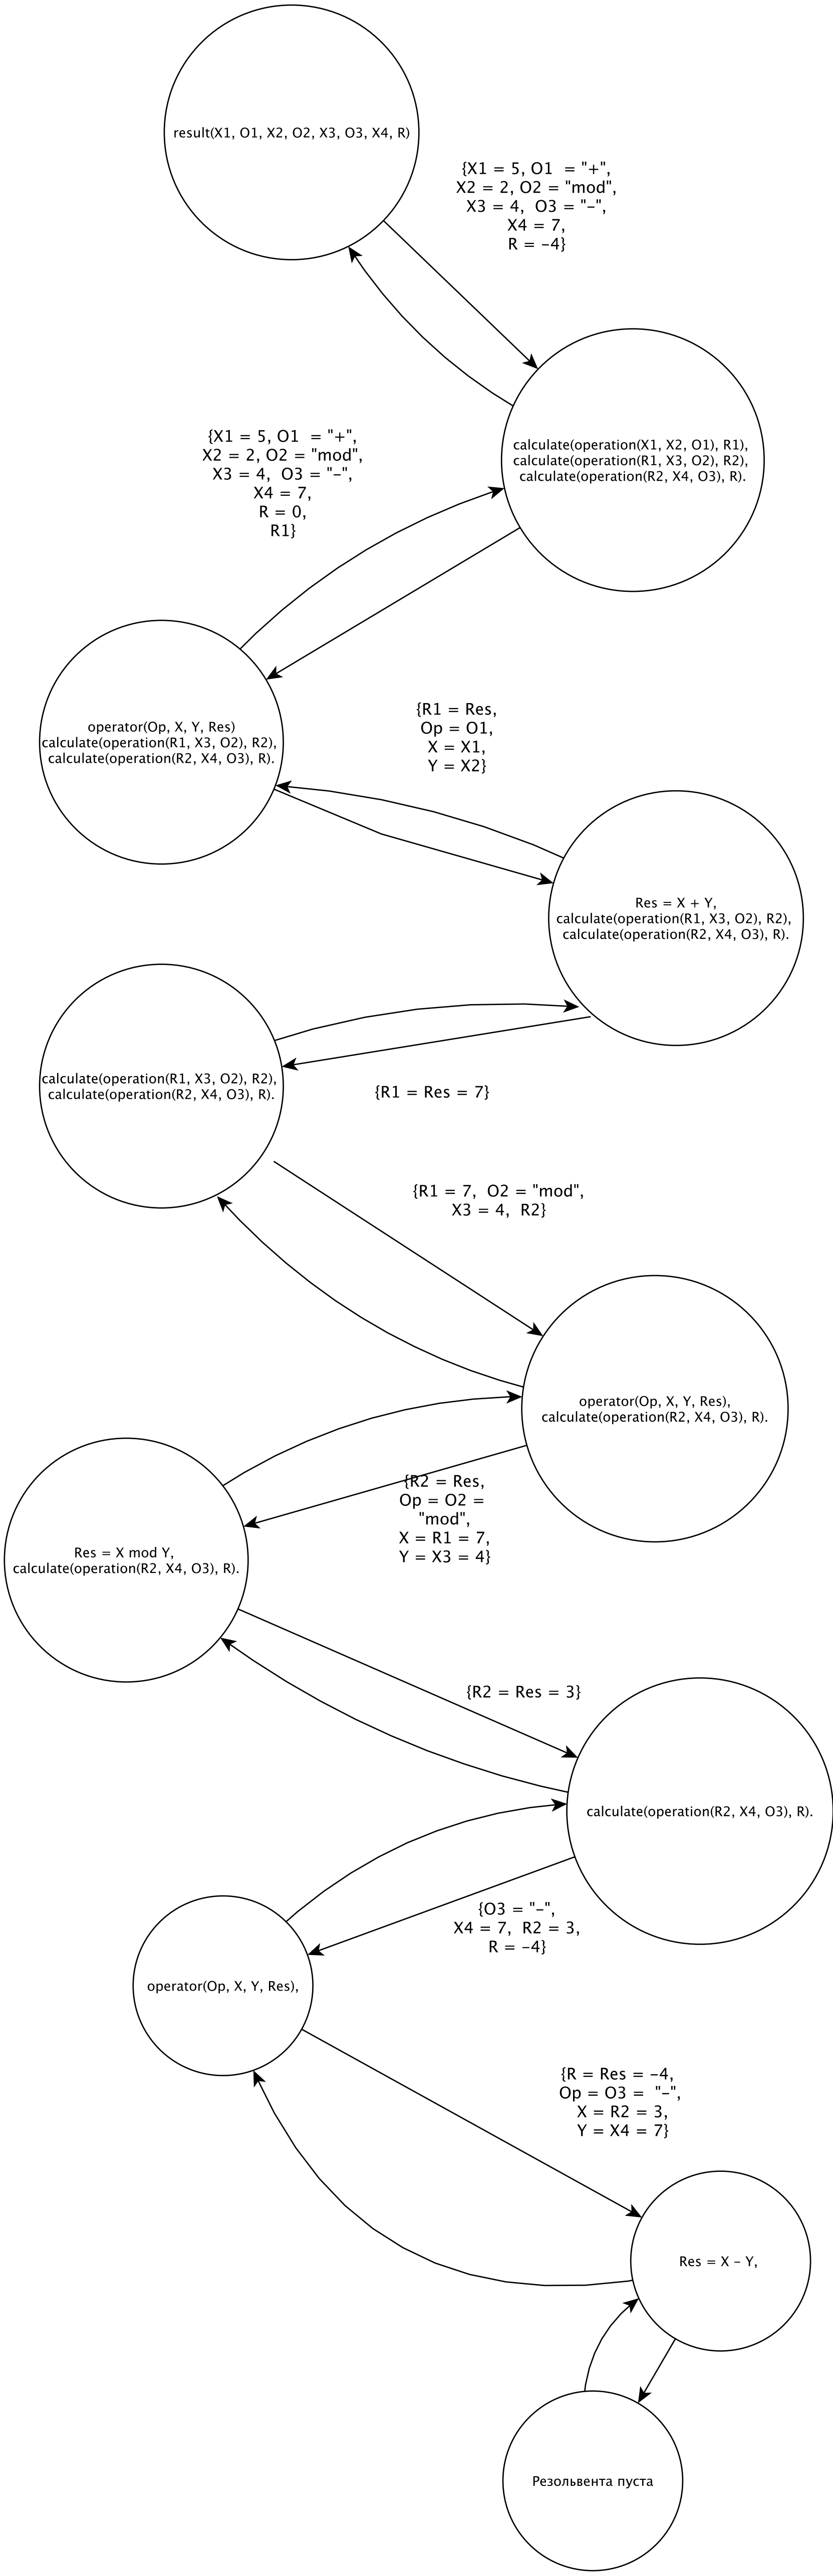 result(X1, O1, X2, O2, X3, O3, X4, R)
{X1 = 5, O1  = "+",
X2 = 2, O2 = "mod",
X3 = 4,  O3 = "–",
X4 = 7,
R = –4}
calculate(operation(X1, X2, O1), R1),
calculate(operation(R1, X3, O2), R2),
calculate(operation(R2, X4, O3), R).
{X1 = 5, O1  = "+",
X2 = 2, O2 = "mod",
X3 = 4,  O3 = "–",
X4 = 7,
R = 0,
R1}
operator(Op, X, Y, Res)
calculate(operation(R1, X3, O2), R2),
calculate(operation(R2, X4, O3), R).
{R1 = Res,
Op = O1,
X = X1,
Y = X2}
Res = X + Y,
calculate(operation(R1, X3, O2), R2),
calculate(operation(R2, X4, O3), R).
calculate(operation(R1, X3, O2), R2),
calculate(operation(R2, X4, O3), R).
{R1 = Res = 7}
{R1 = 7,  O2 = "mod",
X3 = 4,  R2}
operator(Op, X, Y, Res),
calculate(operation(R2, X4, O3), R).
{R2 = Res,
Op = O2 =
"mod",
X = R1 = 7,
Y = X3 = 4}
Res = X mod Y,
calculate(operation(R2, X4, O3), R).
{R2 = Res = 3}
calculate(operation(R2, X4, O3), R).
{O3 = "–",
X4 = 7,  R2 = 3,
R = –4}
operator(Op, X, Y, Res),
{R = Res = –4,
Op = O3 =  "–",
X = R2 = 3,
Y = X4 = 7}
Res = X – Y,
Резольвента пуста